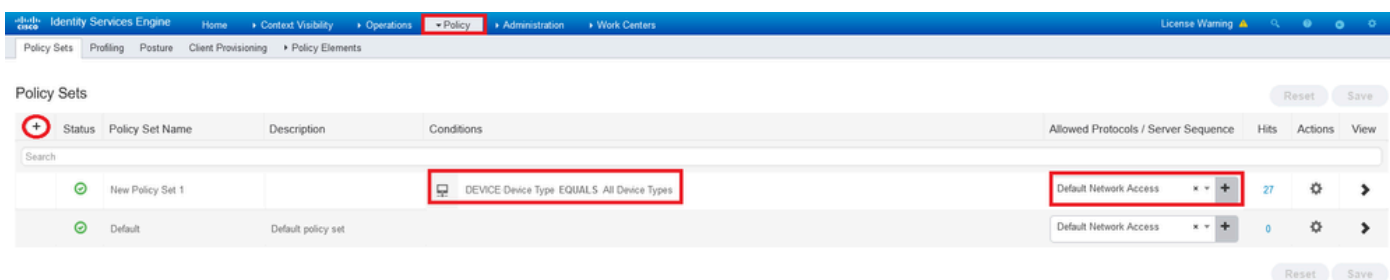 cisco Identity Services Engine Home Context Visibility Operations Policy Administration Work Centers License Warning
Policy Sets Profiling Posture Client Provisioning Policy Elements
Policy Sets
Reset Save
+ Status Policy Set Name Description Conditions Allowed Protocols / Server Sequence Hits Actions View
Search
New Policy Set 1 DEVICE Device Type EQUALS All Device Types Default Network Access × + 27
Default Default policy set Default Network Access × + 0
Reset Save